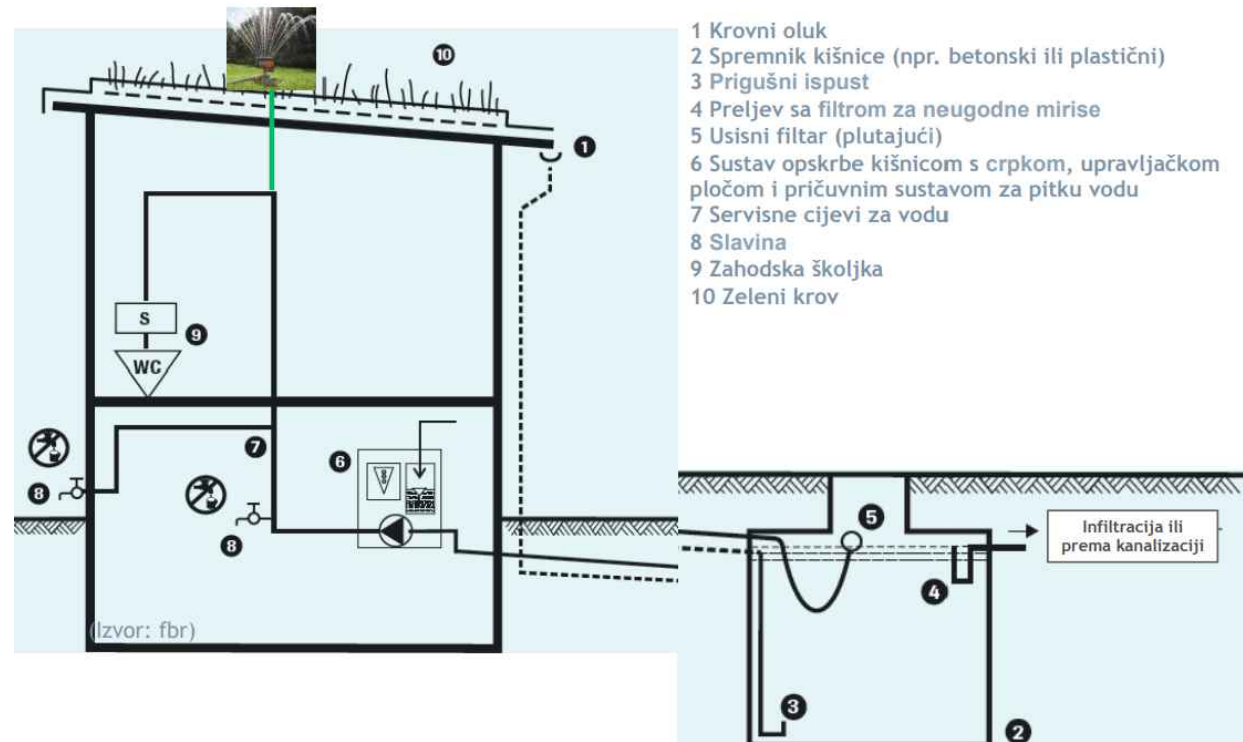 1 Krovni oluk
2 Spremnik kišnice (npr. betonski ili plastični)
3 Prigušni ispust
4 Preljev sa filtrom za neugodne mirise
5 Usisni filtar (plutajući)
6 Sustav opskrbe kišnicom s crpkom, upravljačkom
pločom i pričuvnim sustavom za pitku vodu
7 Servisne cijevi za vodu
8 Slavina
9 Zahodska školjka
10 Zeleni krov
10
1
S
9
WC
7
6
8
8
5
Infiltracija ili
prema kanalizaciji
4
3
2
(Izvor: fbr)